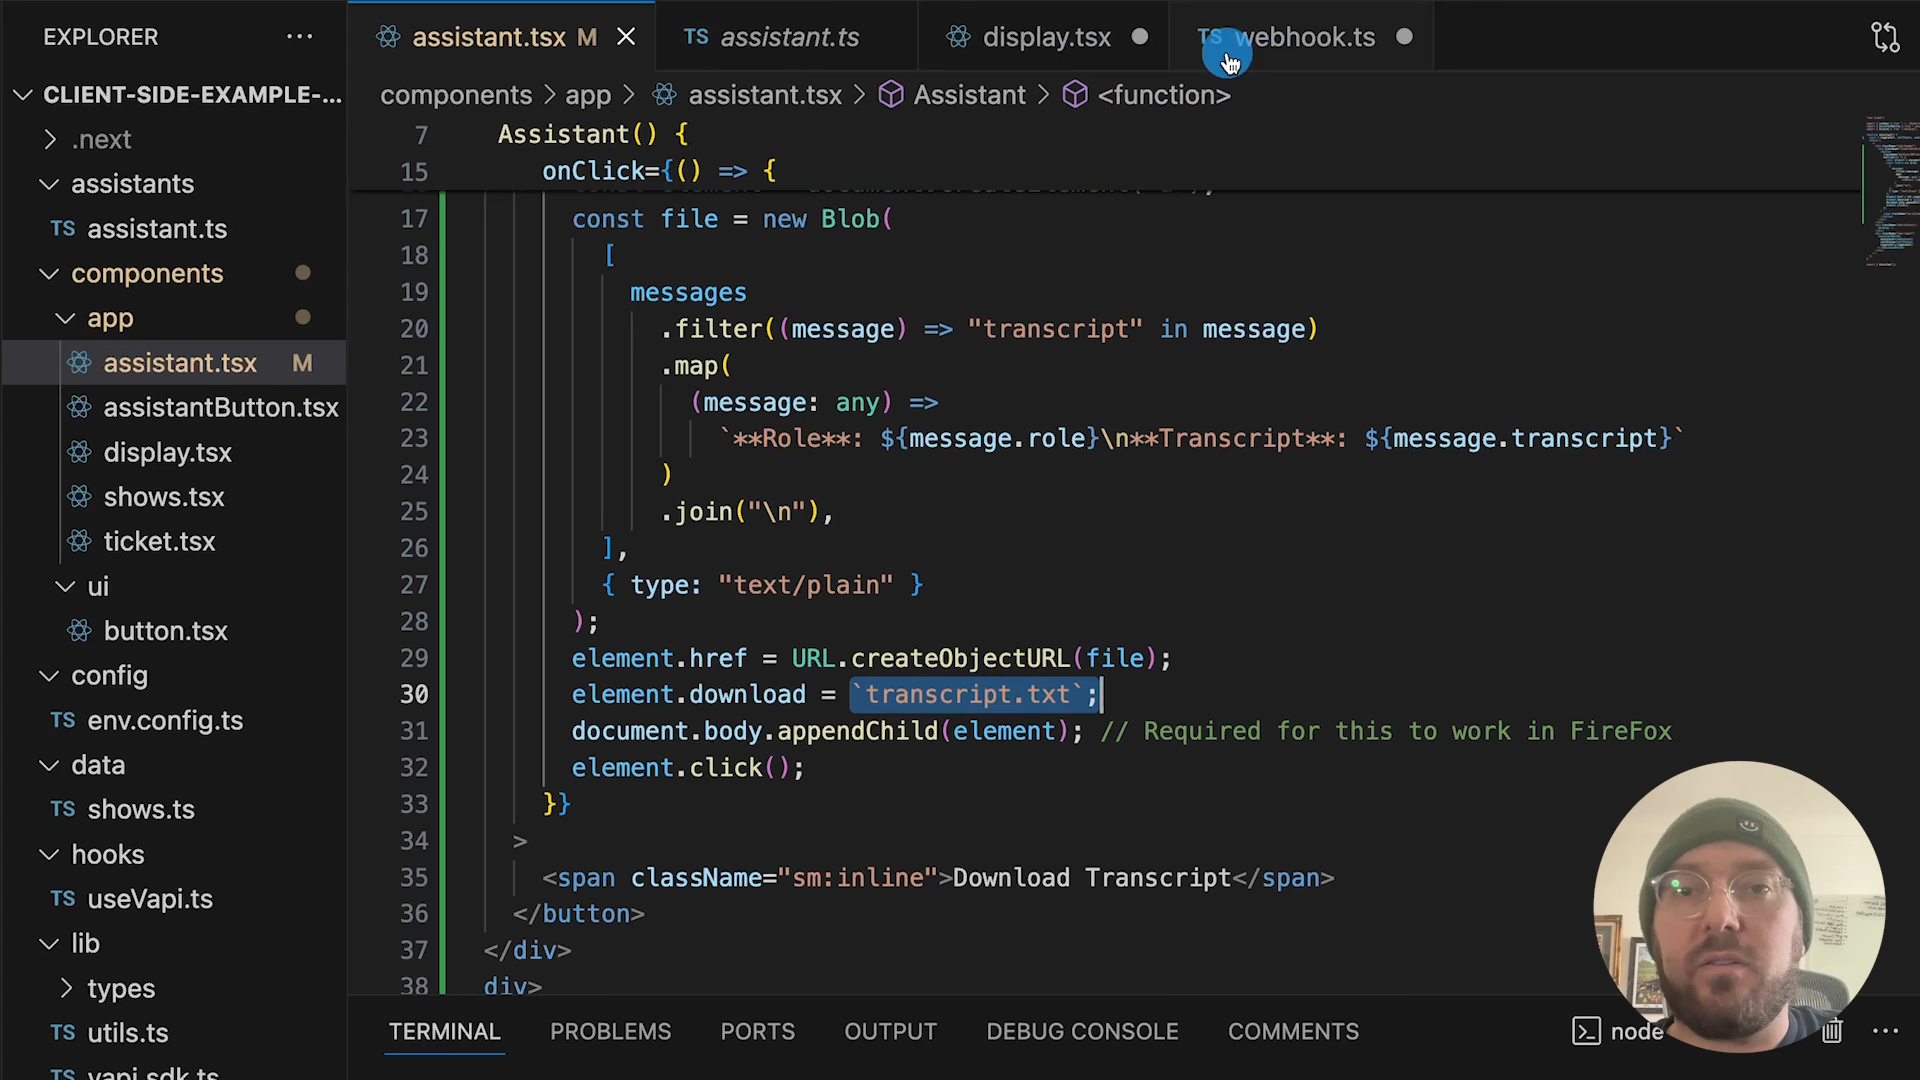 EXPLORER
assistant.tsx M
TS assistant.ts
display.tsx
TS webhook.ts
CLIENT-SIDE-EXAMPLE-...
.next
assistants
TS assistant.ts
components
app
assistant.tsx M
assistantButton.tsx
display.tsx
shows.tsx
ticket.tsx
ui
button.tsx
config
TS env.config.ts
data
TS shows.ts
hooks
TS useVapi.ts
lib
types
TS utils.ts
TS vapi.sdk.ts
components > app > assistant.tsx > Assistant > <function>
7 Assistant() {
15 onClick={() => {
17 const file = new Blob(
18 [
19 messages
20 .filter((message) => "transcript" in message)
21 .map(
22 (message: any) =>
23 `**Role**: ${message.role}\n**Transcript**: ${message.transcript}`
24 )
25 .join("\n"),
26 ],
27 { type: "text/plain" }
28 );
29 element.href = URL.createObjectURL(file);
30 element.download = `transcript.txt`;
31 document.body.appendChild(element); // Required for this to work in FireFox
32 element.click();
33 }}
34 >
35 <span className="sm:inline">Download Transcript</span>
36 </button>
37 </div>
38 div>
TERMINAL PROBLEMS PORTS OUTPUT DEBUG CONSOLE COMMENTS
node